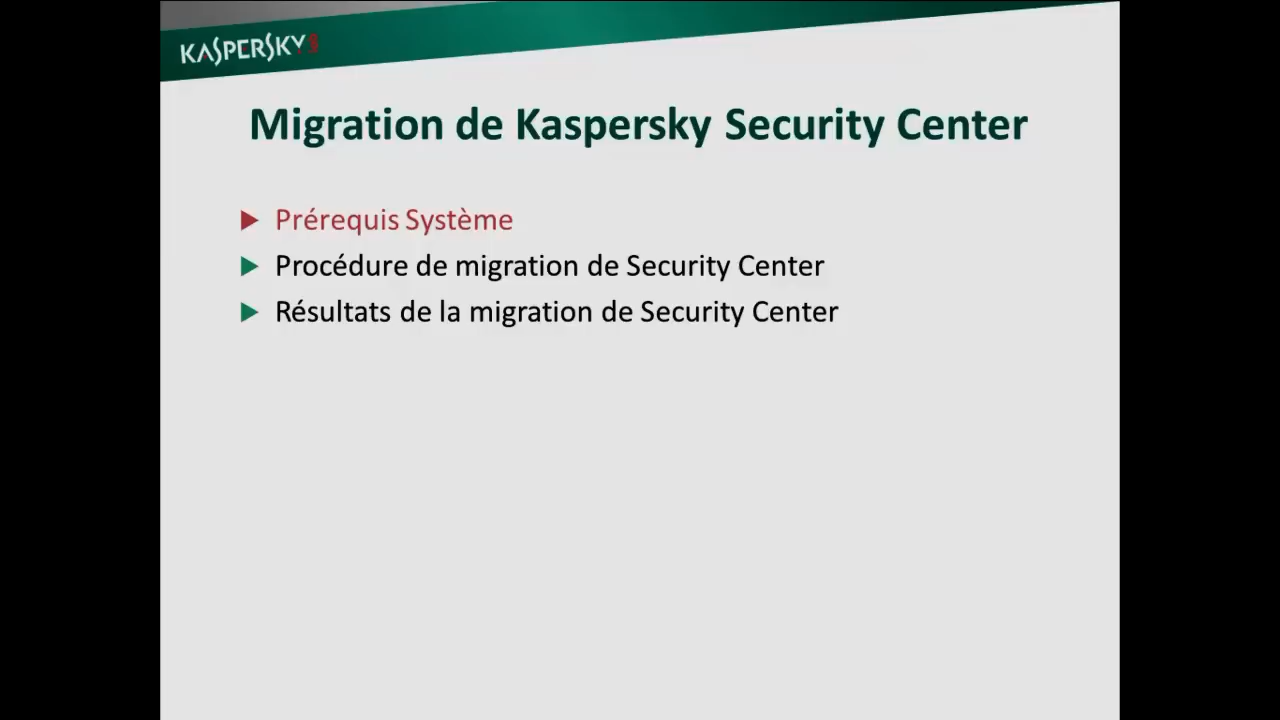 KASPERSKY
Migration de Kaspersky Security Center
Prérequis Système
Procédure de migration de Security Center
Résultats de la migration de Security Center